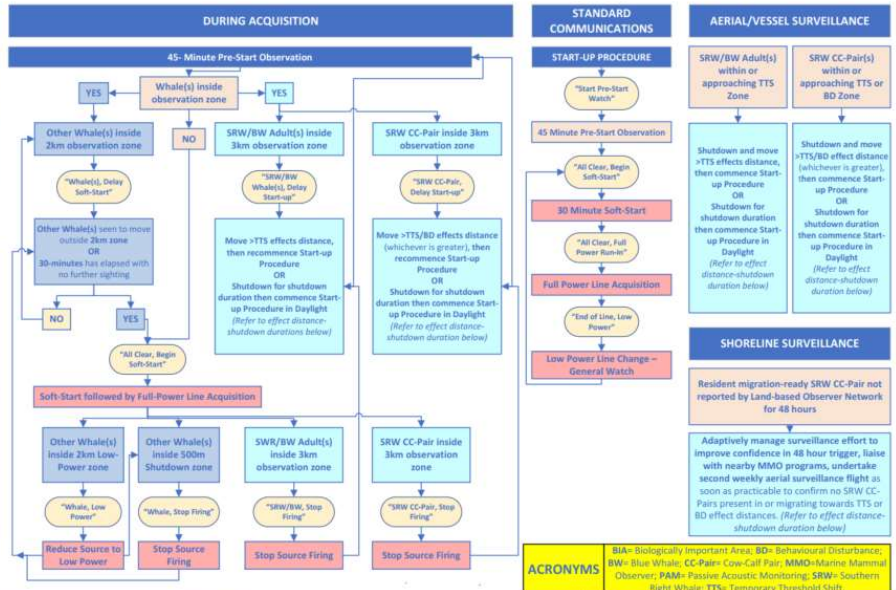 DURING ACQUISITION
45- Minute Pre-Start Observation
YES
Whale(s) inside
observation zone
YES
Other Whale(s) inside
2km observation zone
NO
SRW/BW Adult(s) inside
3km observation zone
SRW CC-Pair inside 3km
observation zone
"Whale(s), Delay
Soft-Start"
"SRW/BW
Whale(s), Delay
Start-up"
"SRW CC-Pair,
Delay Start-up"
Other Whale(s) seen to move
outside 2km zone
OR
30-minutes has elapsed with
no further sighting
Move >TTS effects distance,
then recommence Start-up
Procedure
OR
Shutdown for shutdown
duration then commence Start-
up Procedure in Daylight
(Refer to effect distance-
shutdown durations below)
Move >TTS/BD effects distance
(whichever is greater), then
recommence Start-up
Procedure
OR
Shutdown for shutdown
duration then commence Start-
up Procedure in Daylight
(Refer to effect distance-
shutdown duration below)
NO
YES
"All Clear, Begin
Soft-Start"
Soft-Start followed by Full-Power Line Acquisition
Other Whale(s)
inside 2km Low-
Power zone
Other Whale(s)
inside 500m
Shutdown zone
SWR/BW Adult(s) inside
3km observation zone
SRW CC-Pair inside
3km observation zone
"Whale, Low
Power"
"Whale, Stop Firing"
"SRW/BW, Stop
Firing"
"SRW CC-Pair, Stop
Firing"
Reduce Source to
Low Power
Stop Source
Firing
Stop Source Firing
Stop Source Firing
STANDARD
COMMUNICATIONS
START-UP PROCEDURE
"Start Pre-Start
Watch"
45 Minute Pre-Start Observation
"All Clear, Begin
Soft-Start"
30 Minute Soft-Start
"All Clear, Full
Power Run-In"
Full Power Line Acquisition
"End of Line, Low
Power"
Low Power Line Change –
General Watch
AERIAL/VESSEL SURVEILLANCE
SRW/BW Adult(s)
within or
approaching TTS
Zone
SRW CC-Pair(s)
within or
approaching TTS or
BD Zone
Shutdown and move
>TTS effects distance,
then commence Start-
up Procedure
OR
Shutdown for
shutdown duration
then commence Start-
up Procedure in
Daylight
(Refer to effect
distance-shutdown
duration below)
Shutdown and move
>TTS/BD effects distance
(whichever is greater),
then commence Start-
up Procedure
OR
Shutdown for
shutdown duration
then commence Start-
up Procedure in
Daylight
(Refer to effect
distance-shutdown
duration below)
SHORELINE SURVEILLANCE
Resident migration-ready SRW CC-Pair not
reported by Land-based Observer Network
for 48 hours
Adaptively manage surveillance effort to
improve confidence in 48 hour trigger, liaise
with nearby MMO programs, undertake
second weekly aerial surveillance flight as
soon as practicable to confirm no SRW CC-
Pairs present in or migrating towards TTS or
BD effect distances. (Refer to effect distance-
shutdown duration below)
ACRONYMS
BIA= Biologically Important Area; BD= Behavioural Disturbance;
BW= Blue Whale; CC-Pair= Cow-Calf Pair; MMO=Marine Mammal
Observer; PAM= Passive Acoustic Monitoring; SRW= Southern
Right Whale; TTS= Temporary Threshold Shift.